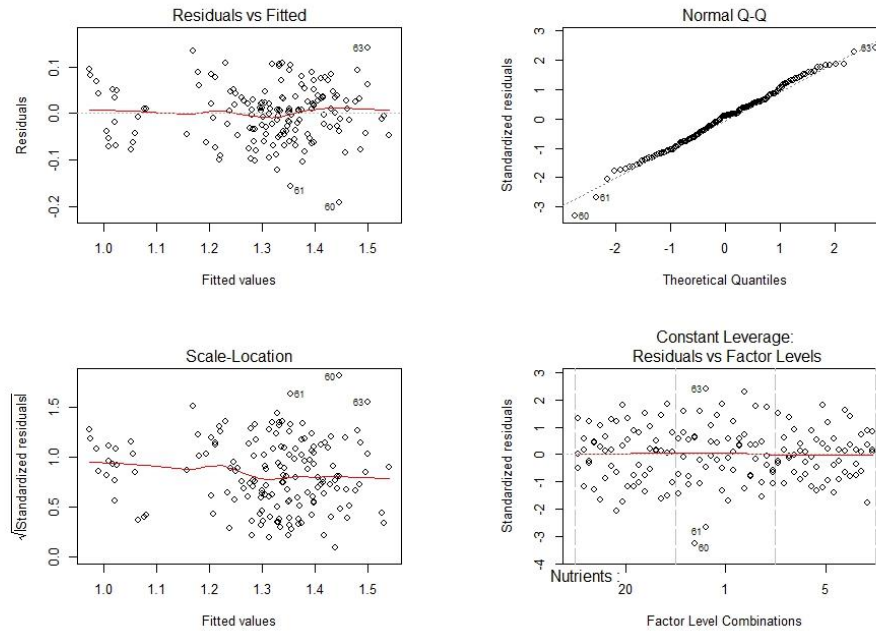 Residuals vs Fitted
63
61
60
Residuals
0.1
0.0
-0.1
-0.2
1.0 1.1 1.2 1.3 1.4 1.5
Fitted values
Normal Q-Q
63
61
60
Standardized residuals
3
2
1
0
-1
-2
-3
-2 -1 0 1 2
Theoretical Quantiles
Scale-Location
60
61
63
√|Standardized residuals|
1.5
1.0
0.5
0.0
1.0 1.1 1.2 1.3 1.4 1.5
Fitted values
Constant Leverage:
Residuals vs Factor Levels
63
61
60
Standardized residuals
3
2
1
0
-1
-2
-3
-4
Nutrients :
20 1 5
Factor Level Combinations